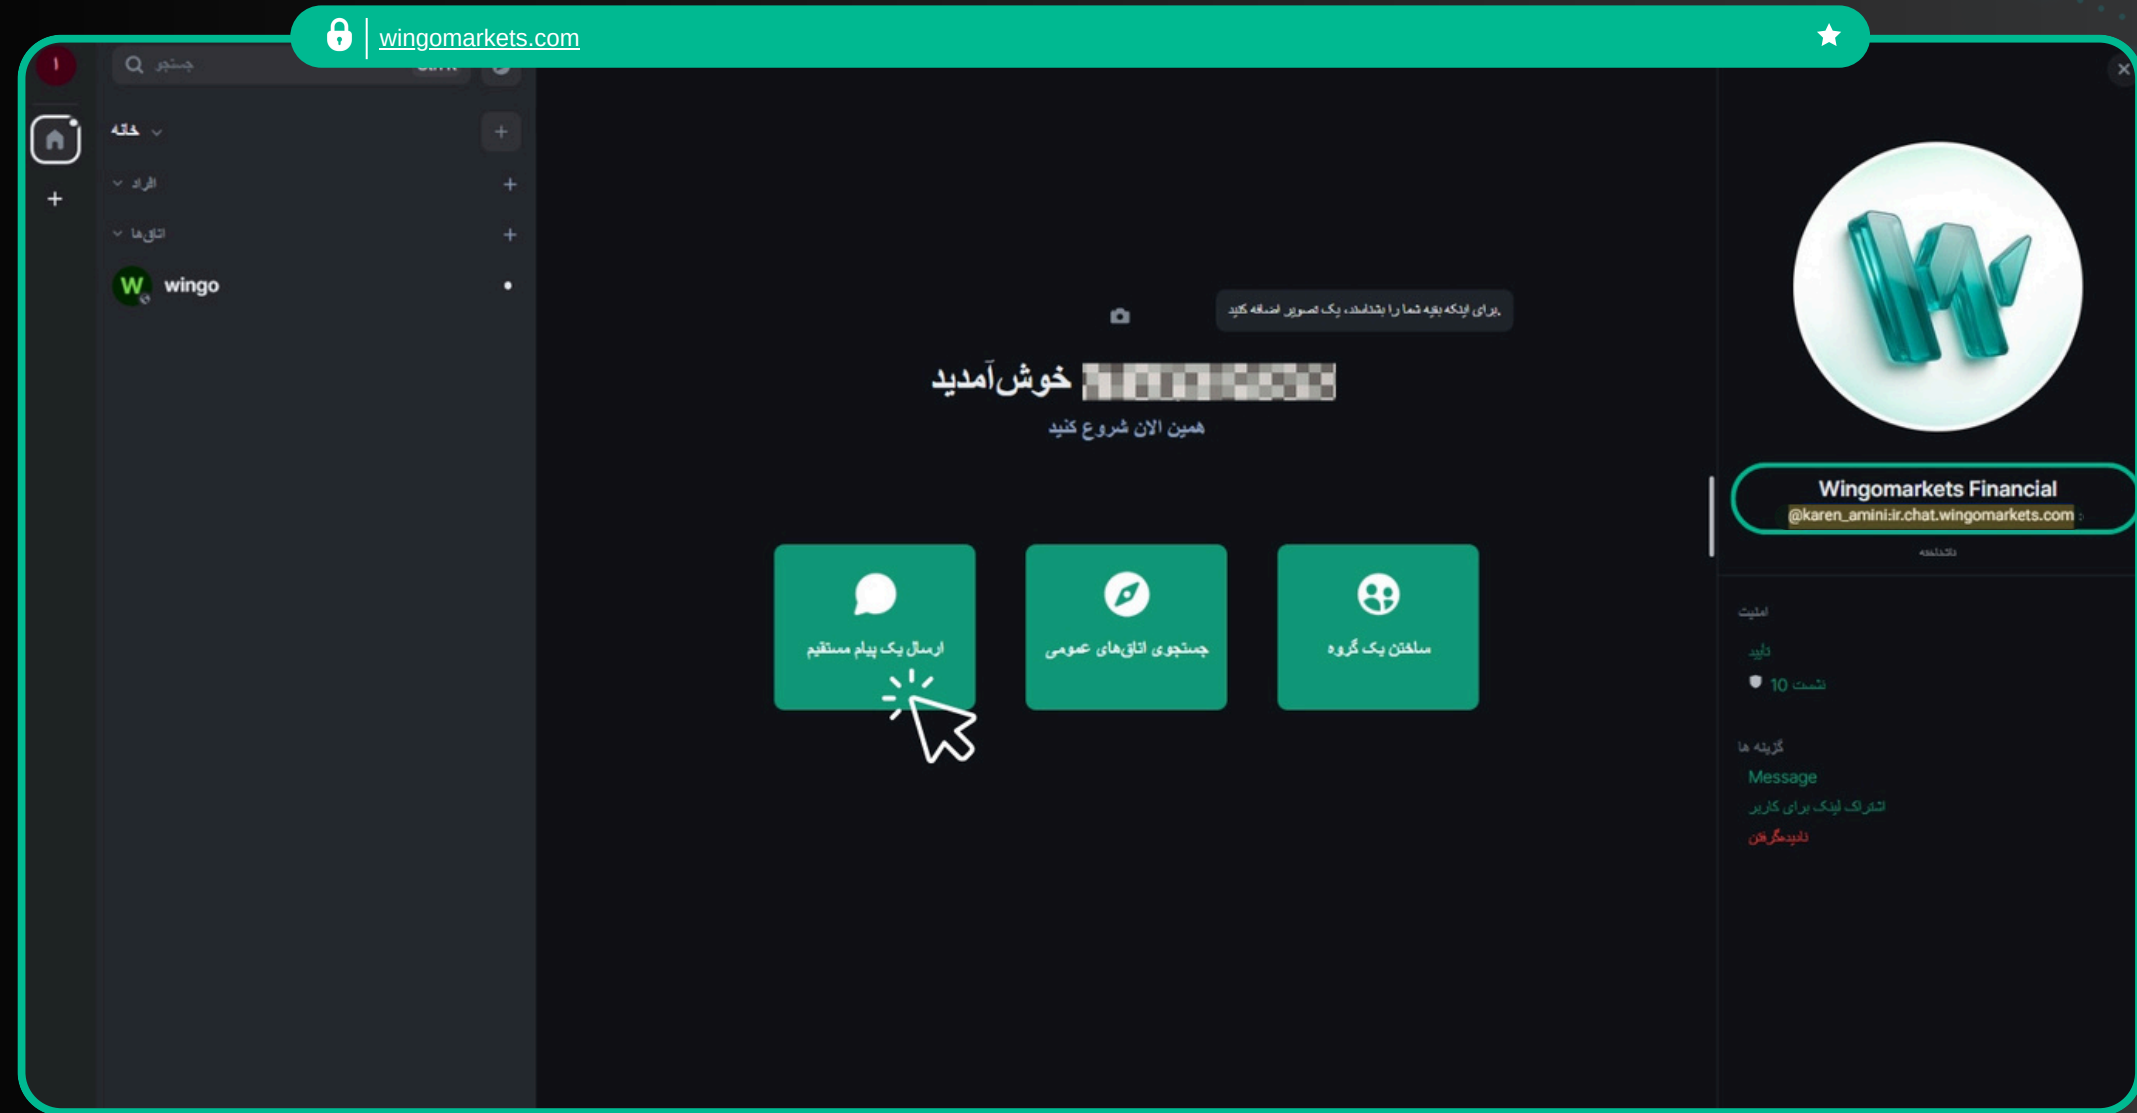 wingomarkets.com
جستجو
خانه
افراد
اتاق‌ها
W wingo
برای اینکه بقیه شما را بشناسند، یک تصویر اضافه کنید.
خوش‌آمدید
همین الان شروع کنید
ارسال یک پیام مستقیم
جستجوی اتاق‌های عمومی
ساختن یک گروه
Wingomarkets Financial
@karen_amini:ir.chat.wingomarkets.com
امنیت
تأیید
نشست 10
گزینه ها
Message
اشتراک لینک برای کاربر
نادیده‌گرفتن